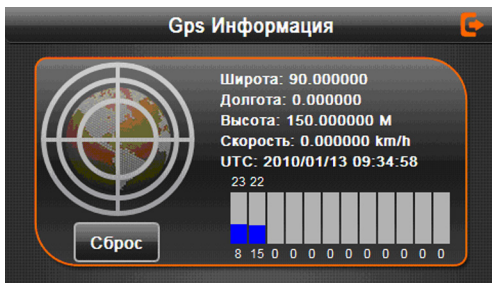 Gps Информация
Широта: 90.000000
Долгота: 0.000000
Высота: 150.000000 M
Скорость: 0.000000 km/h
UTC: 2010/01/13 09:34:58
23 22
8 15 0 0 0 0 0 0 0 0 0 0
Сброс